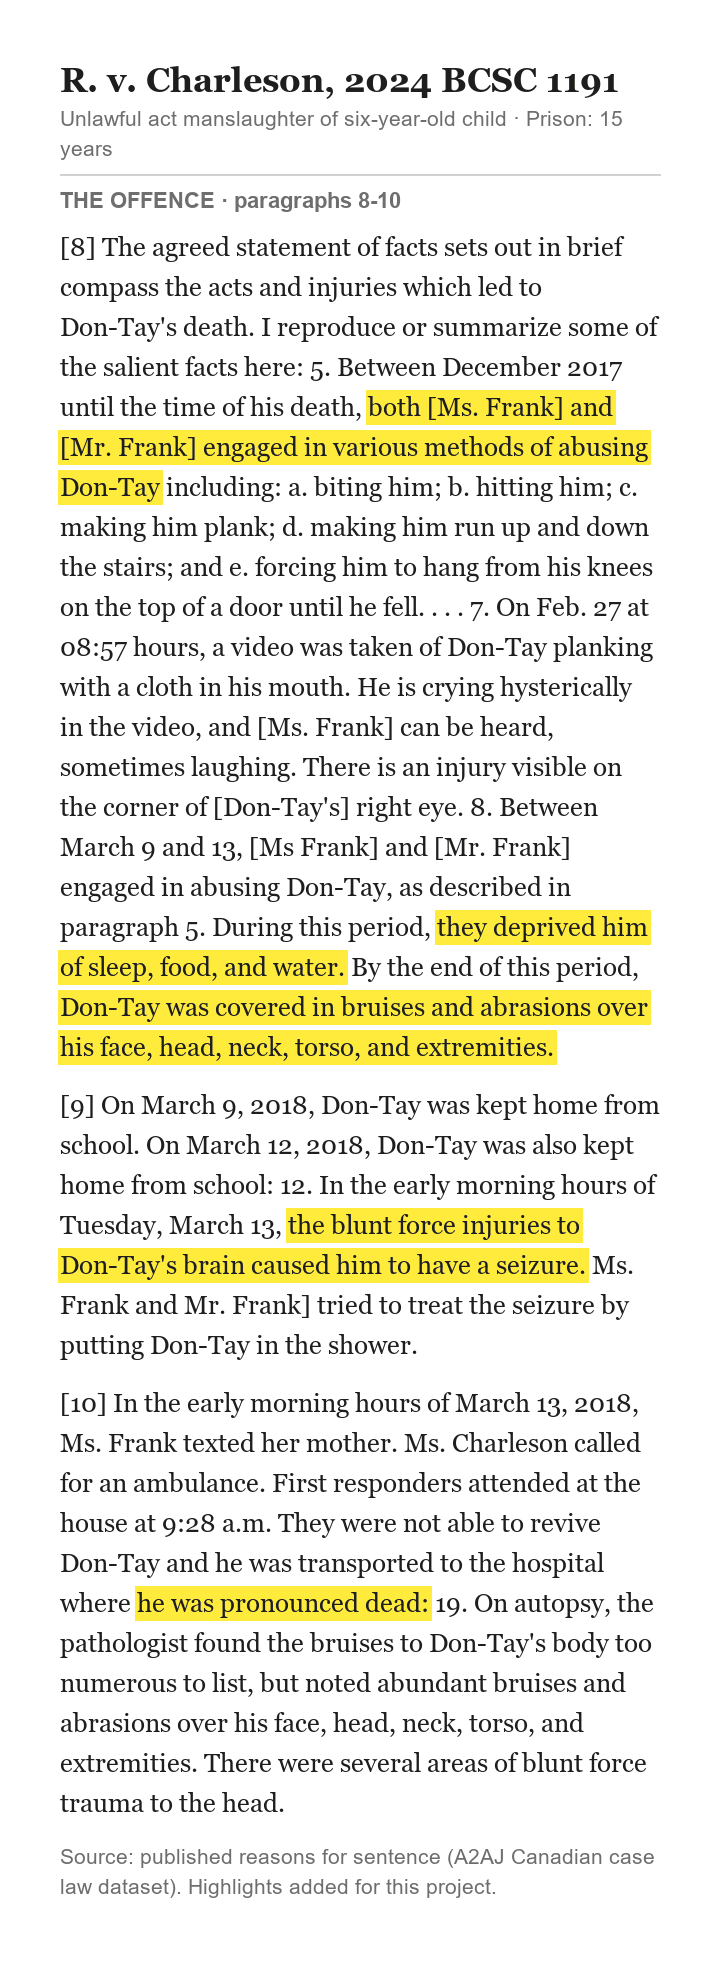 R. v. Charleson, 2024 BCSC 1191
Unlawful act manslaughter of six-year-old child · Prison: 15
years
THE OFFENCE · paragraphs 8-10
[8] The agreed statement of facts sets out in brief
compass the acts and injuries which led to
Don-Tay's death. I reproduce or summarize some of
the salient facts here: 5. Between December 2017
until the time of his death, both [Ms. Frank] and
[Mr. Frank] engaged in various methods of abusing
Don-Tay including: a. biting him; b. hitting him; c.
making him plank; d. making him run up and down
the stairs; and e. forcing him to hang from his knees
on the top of a door until he fell. . . . 7. On Feb. 27 at
08:57 hours, a video was taken of Don-Tay planking
with a cloth in his mouth. He is crying hysterically
in the video, and [Ms. Frank] can be heard,
sometimes laughing. There is an injury visible on
the corner of [Don-Tay's] right eye. 8. Between
March 9 and 13, [Ms Frank] and [Mr. Frank]
engaged in abusing Don-Tay, as described in
paragraph 5. During this period, they deprived him
of sleep, food, and water. By the end of this period,
Don-Tay was covered in bruises and abrasions over
his face, head, neck, torso, and extremities.
[9] On March 9, 2018, Don-Tay was kept home from
school. On March 12, 2018, Don-Tay was also kept
home from school: 12. In the early morning hours of
Tuesday, March 13, the blunt force injuries to
Don-Tay's brain caused him to have a seizure. Ms.
Frank and Mr. Frank] tried to treat the seizure by
putting Don-Tay in the shower.
[10] In the early morning hours of March 13, 2018,
Ms. Frank texted her mother. Ms. Charleson called
for an ambulance. First responders attended at the
house at 9:28 a.m. They were not able to revive
Don-Tay and he was transported to the hospital
where he was pronounced dead: 19. On autopsy, the
pathologist found the bruises to Don-Tay's body too
numerous to list, but noted abundant bruises and
abrasions over his face, head, neck, torso, and
extremities. There were several areas of blunt force
trauma to the head.
Source: published reasons for sentence (A2AJ Canadian case
law dataset). Highlights added for this project.